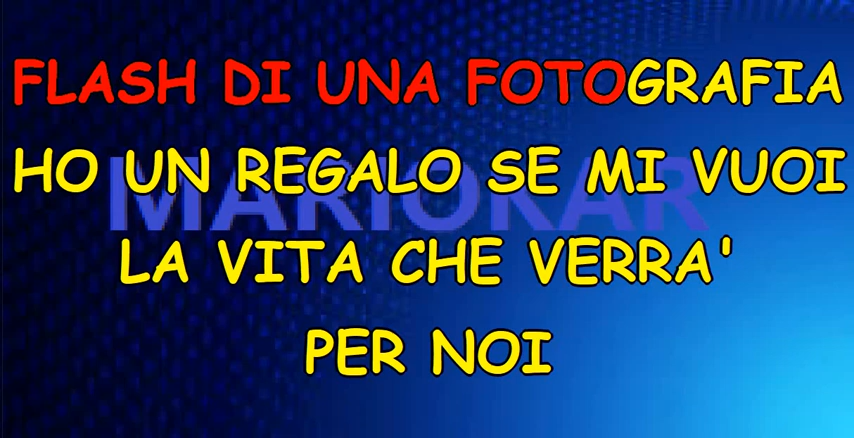 FLASH DI UNA FOTOGRAFIA
HO UN REGALO SE MI VUOI
MARIOKAR
LA VITA CHE VERRA'
PER NOI